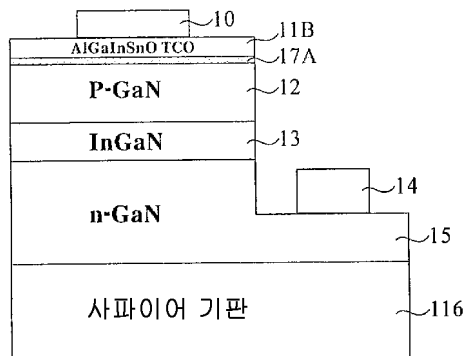 10
AlGaInSnO TCO
11B
17A
P-GaN
12
InGaN
13
14
n-GaN
15
사파이어 기판
116